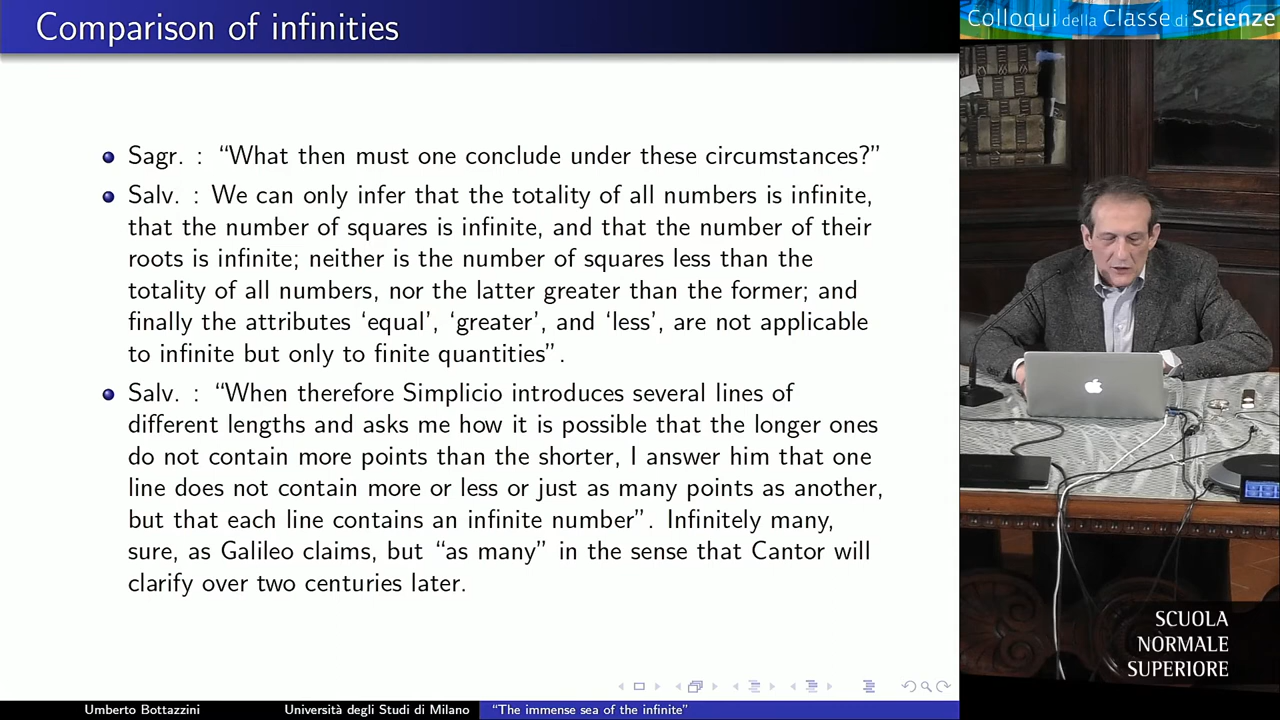 Comparison of infinities
Sagr. : “What then must one conclude under these circumstances?”
Salv. : We can only infer that the totality of all numbers is infinite,
that the number of squares is infinite, and that the number of their
roots is infinite; neither is the number of squares less than the
totality of all numbers, nor the latter greater than the former; and
finally the attributes ‘equal’, ‘greater’, and ‘less’, are not applicable
to infinite but only to finite quantities”.
Salv. : “When therefore Simplicio introduces several lines of
different lengths and asks me how it is possible that the longer ones
do not contain more points than the shorter, I answer him that one
line does not contain more or less or just as many points as another,
but that each line contains an infinite number”. Infinitely many,
sure, as Galileo claims, but “as many” in the sense that Cantor will
clarify over two centuries later.
Umberto Bottazzini
Università degli Studi di Milano
“The immense sea of the infinite”
Colloqui della Classe di Scienze
SCUOLA
NORMALE
SUPERIORE